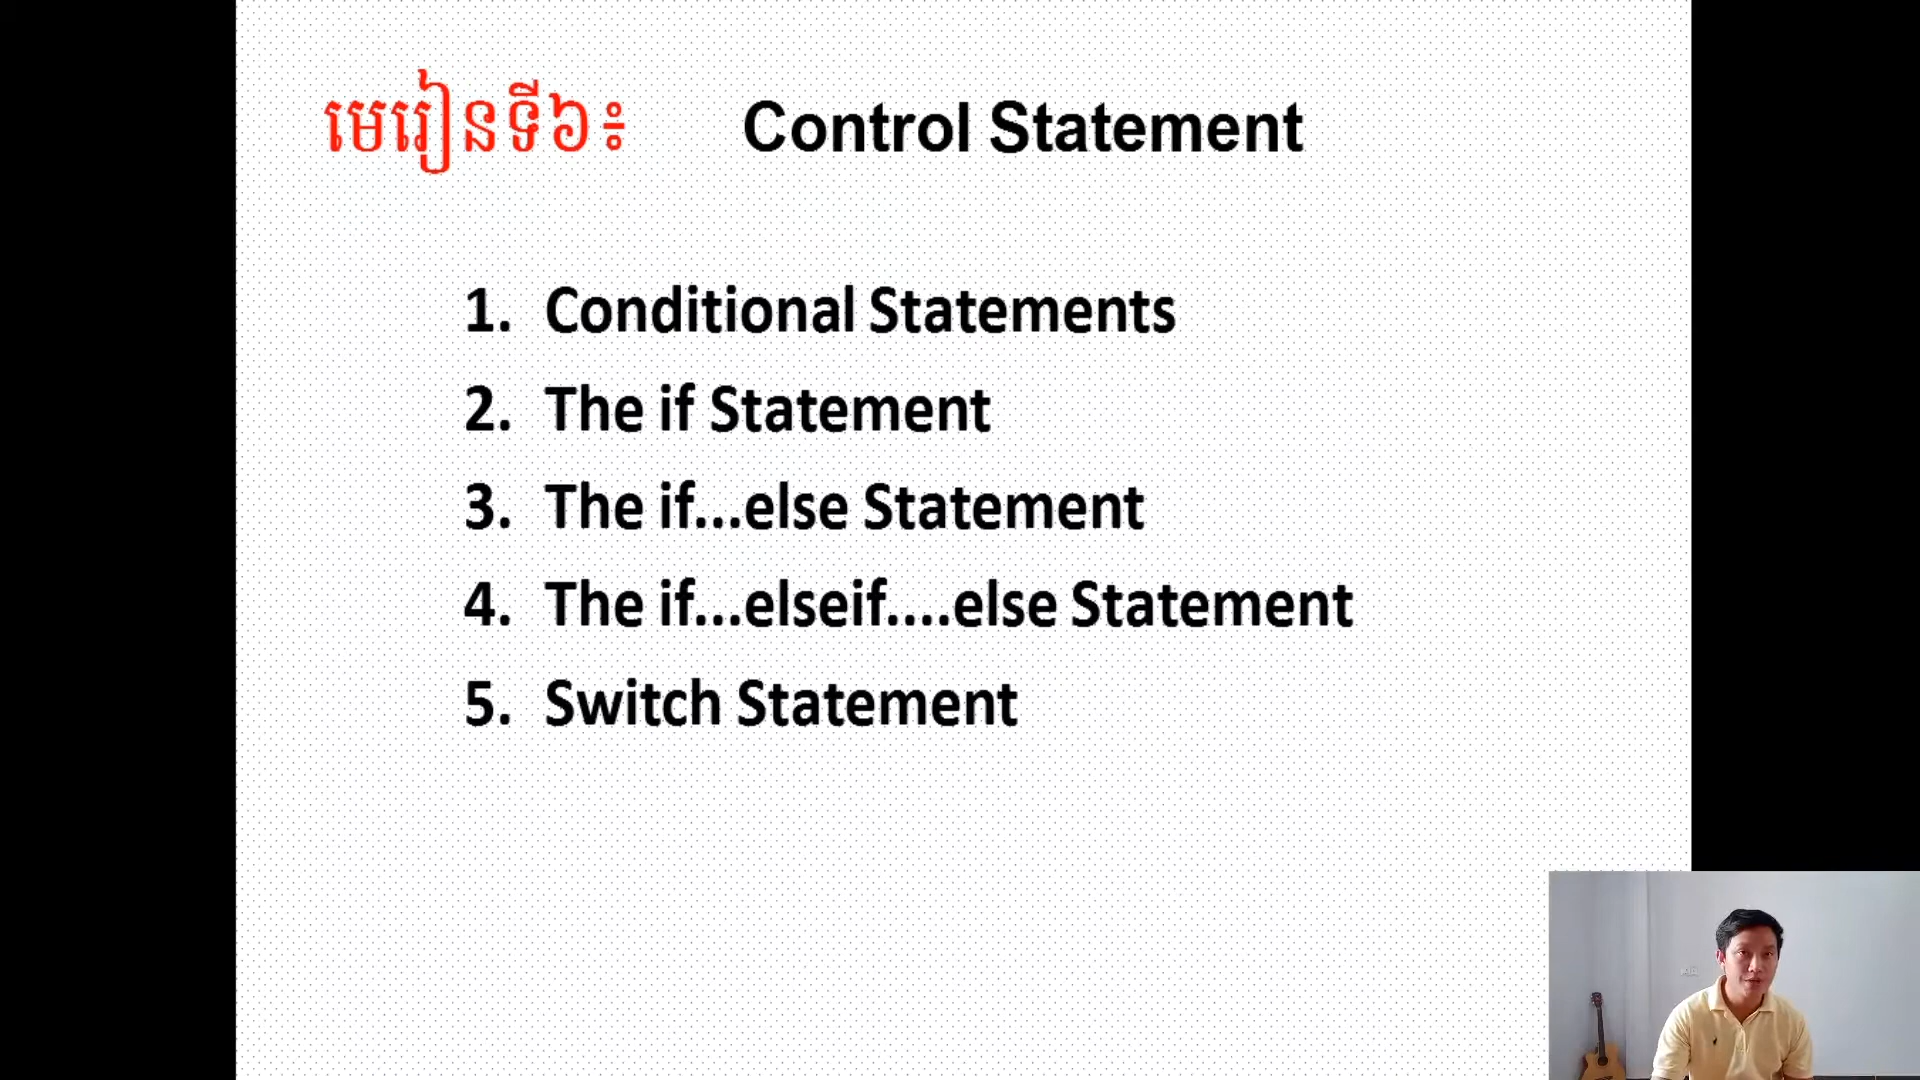 មេរៀនទី៦៖ Control Statement
1. Conditional Statements
2. The if Statement
3. The if...else Statement
4. The if...elseif....else Statement
5. Switch Statement